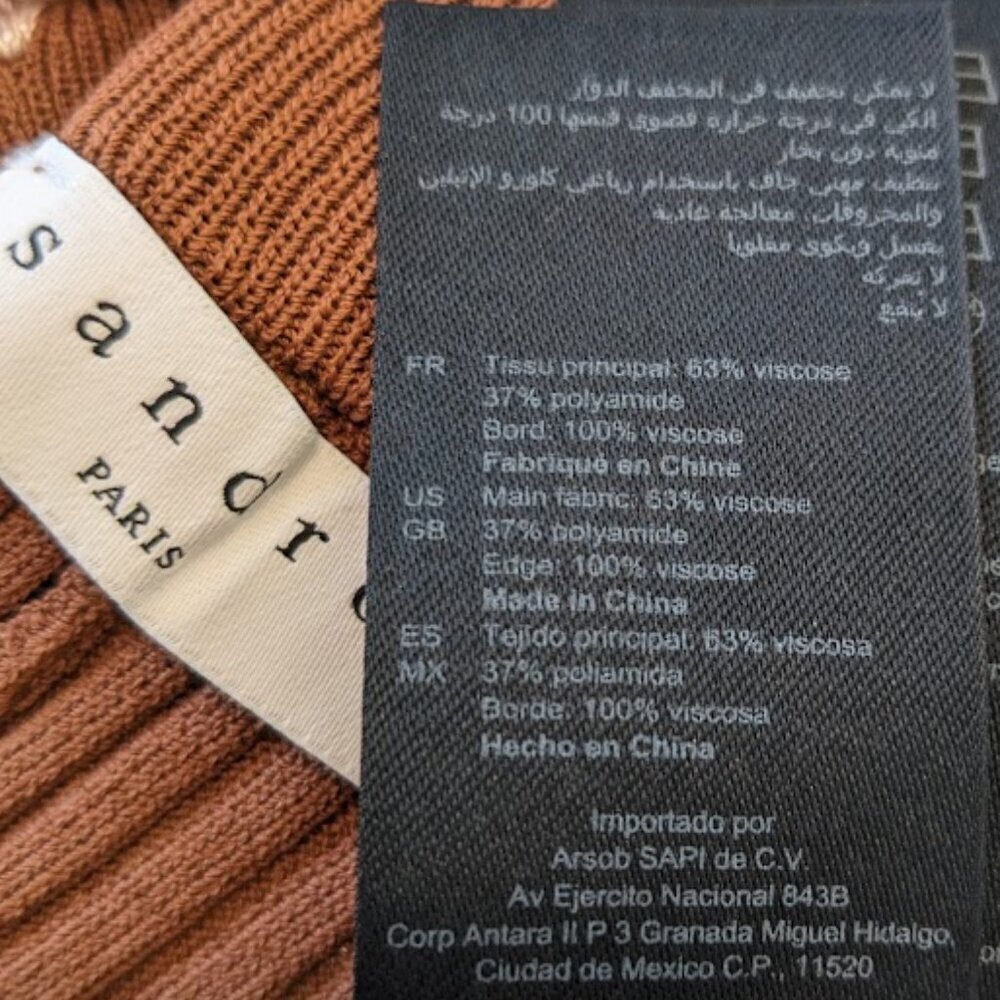 sandro
PARIS
لا يمكن تجفيف في المجفف الدوار
الكي في درجة حرارة قصوى قيمتها 100 درجة
مئوية دون بخار
تنظيف مهني جاف باستخدام رباعي كلورو الإثيلين
والمحروقات. معالجة عادية
يغسل ويكوى مقلوبا
لا
لا ينقع
FR Tissu principal: 63% viscose
37% polyamide
Bord: 100% viscose
Fabriqué en Chine
US Main fabric: 63% viscose
GB 37% polyamide
Edge: 100% viscose
Made in China
ES Tejido principal: 63% viscosa
MX 37% poliamida
Borde: 100% viscosa
Hecho en China
Importado por
Arsob SAPI de C.V.
Av Ejercito Nacional 843B
Corp Antara II P 3 Granada Miguel Hidalgo,
Ciudad de Mexico C.P., 11520